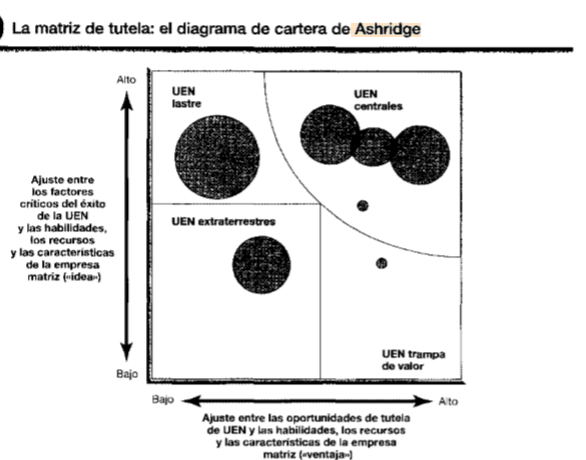 La matriz de tutela: el diagrama de cartera de Ashridge
Alto
UEN
lastre
UEN
centrales
Ajuste entre
los factores
críticos del éxito
de la UEN
y las habilidades,
los recursos
y las características
de la empresa
matriz («idea»)
UEN extraterrestres
UEN trampa
de valor
Bajo
Bajo
Alto
Ajuste entre las oportunidades de tutela
de UEN y las habilidades, los recursos
y las características de la empresa
matriz («ventaja»)